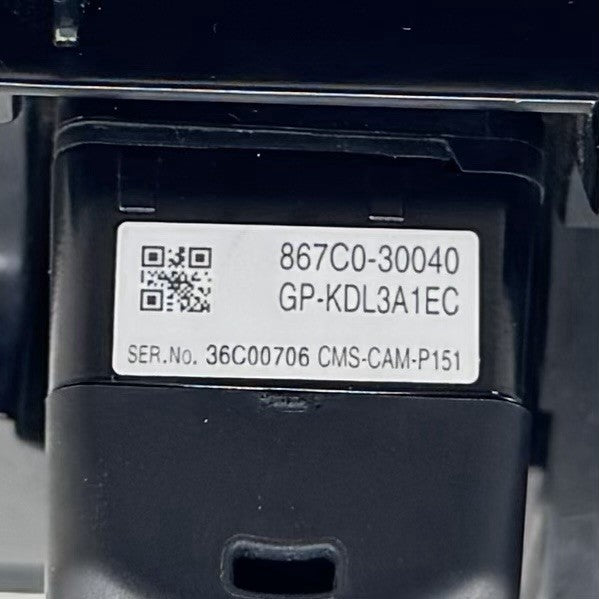 867C0-30040
GP-KDL3A1EC
SER.No. 36C00706 CMS-CAM-P151